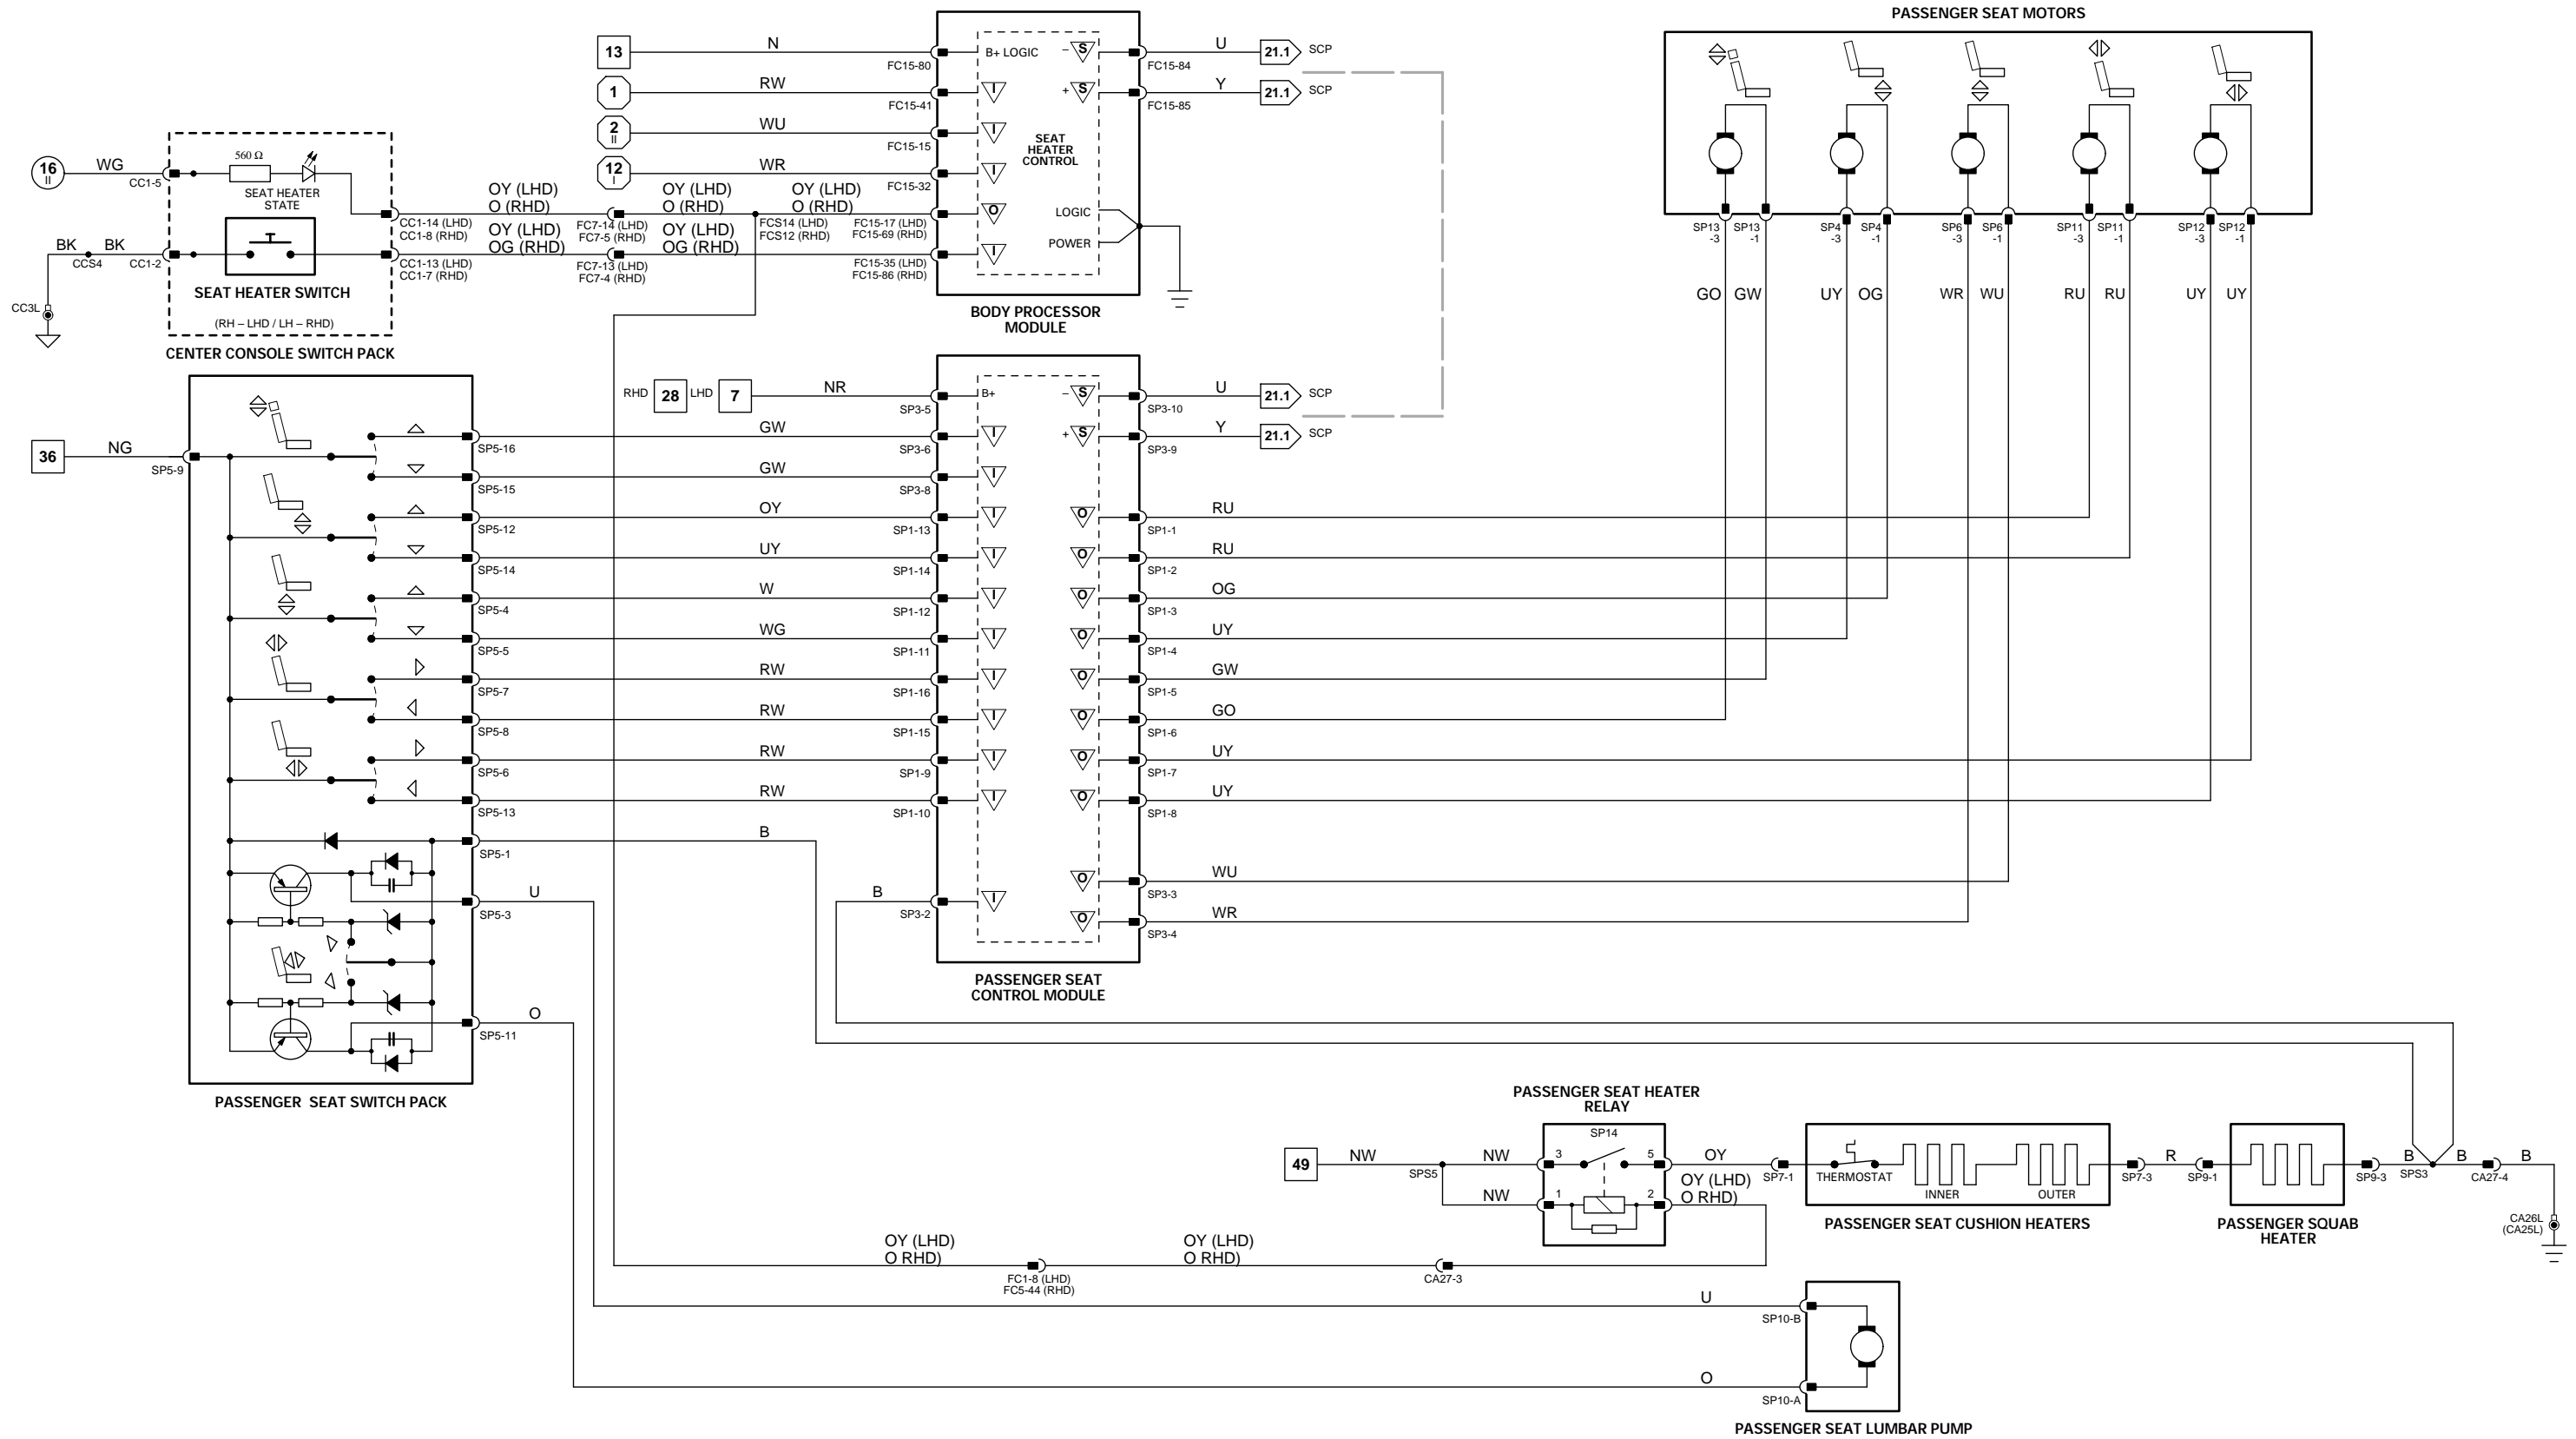 PASSENGER SEAT MOTORS
13
N
FC15-80
B+ LOGIC
– S
FC15-84
U
21.1
SCP
1
RW
FC15-41
I
+ S
FC15-85
Y
21.1
SCP
2
II
WU
FC15-15
I
SEAT
HEATER
CONTROL
12
I
WR
FC15-32
I
16
II
WG
CC1-5
560 Ω
SEAT HEATER
STATE
OY (LHD)
O (RHD)
OY (LHD)
O (RHD)
OY (LHD)
O (RHD)
CC1-14 (LHD)
CC1-8 (RHD)
FC7-14 (LHD)
FC7-5 (RHD)
FCS14 (LHD)
FCS12 (RHD)
FC15-17 (LHD)
FC15-69 (RHD)
O
LOGIC
POWER
BK
BK
CCS4
CC1-2
OY (LHD)
OG (RHD)
OY (LHD)
OG (RHD)
CC1-13 (LHD)
CC1-7 (RHD)
FC7-13 (LHD)
FC7-4 (RHD)
FC15-35 (LHD)
FC15-86 (RHD)
I
CC3L
SEAT HEATER SWITCH
(RH – LHD / LH – RHD)
CENTER CONSOLE SWITCH PACK
BODY PROCESSOR
MODULE
SP13
-3
SP13
-1
SP4
-3
SP4
-1
SP6
-3
SP6
-1
SP11
-3
SP11
-1
SP12
-3
SP12
-1
GO
GW
UY
OG
WR
WU
RU
RU
UY
UY
RHD
28
LHD
7
NR
SP3-5
B+
– S
SP3-10
U
21.1
SCP
36
NG
SP5-9
SP5-16
GW
SP3-6
I
+ S
SP3-9
Y
21.1
SCP
SP5-15
GW
SP3-8
I
SP5-12
OY
SP1-13
I
O
SP1-1
RU
SP5-14
UY
SP1-14
I
O
SP1-2
RU
SP5-4
W
SP1-12
I
O
SP1-3
OG
SP5-5
WG
SP1-11
I
O
SP1-4
UY
SP5-7
RW
SP1-16
I
O
SP1-5
GW
SP5-8
RW
SP1-15
I
O
SP1-6
GO
SP5-6
RW
SP1-9
I
O
SP1-7
UY
SP5-13
RW
SP1-10
I
O
SP1-8
UY
SP5-1
B
O
SP3-3
WU
SP5-3
U
B
SP3-2
I
O
SP3-4
WR
SP5-11
O
PASSENGER SEAT
CONTROL MODULE
PASSENGER  SEAT SWITCH PACK
PASSENGER SEAT HEATER
RELAY
SP14
49
NW
SPS5
NW
NW
3
5
1
2
OY
OY (LHD)
O RHD)
SP7-1
THERMOSTAT
INNER
OUTER
SP7-3
R
SP9-1
SP9-3
B
SPS3
B
CA27-4
B
CA26L
(CA25L)
PASSENGER SEAT CUSHION HEATERS
PASSENGER SQUAB
HEATER
OY (LHD)
O RHD)
FC1-8 (LHD)
FC5-44 (RHD)
OY (LHD)
O RHD)
CA27-3
U
SP10-B
O
SP10-A
PASSENGER SEAT LUMBAR PUMP